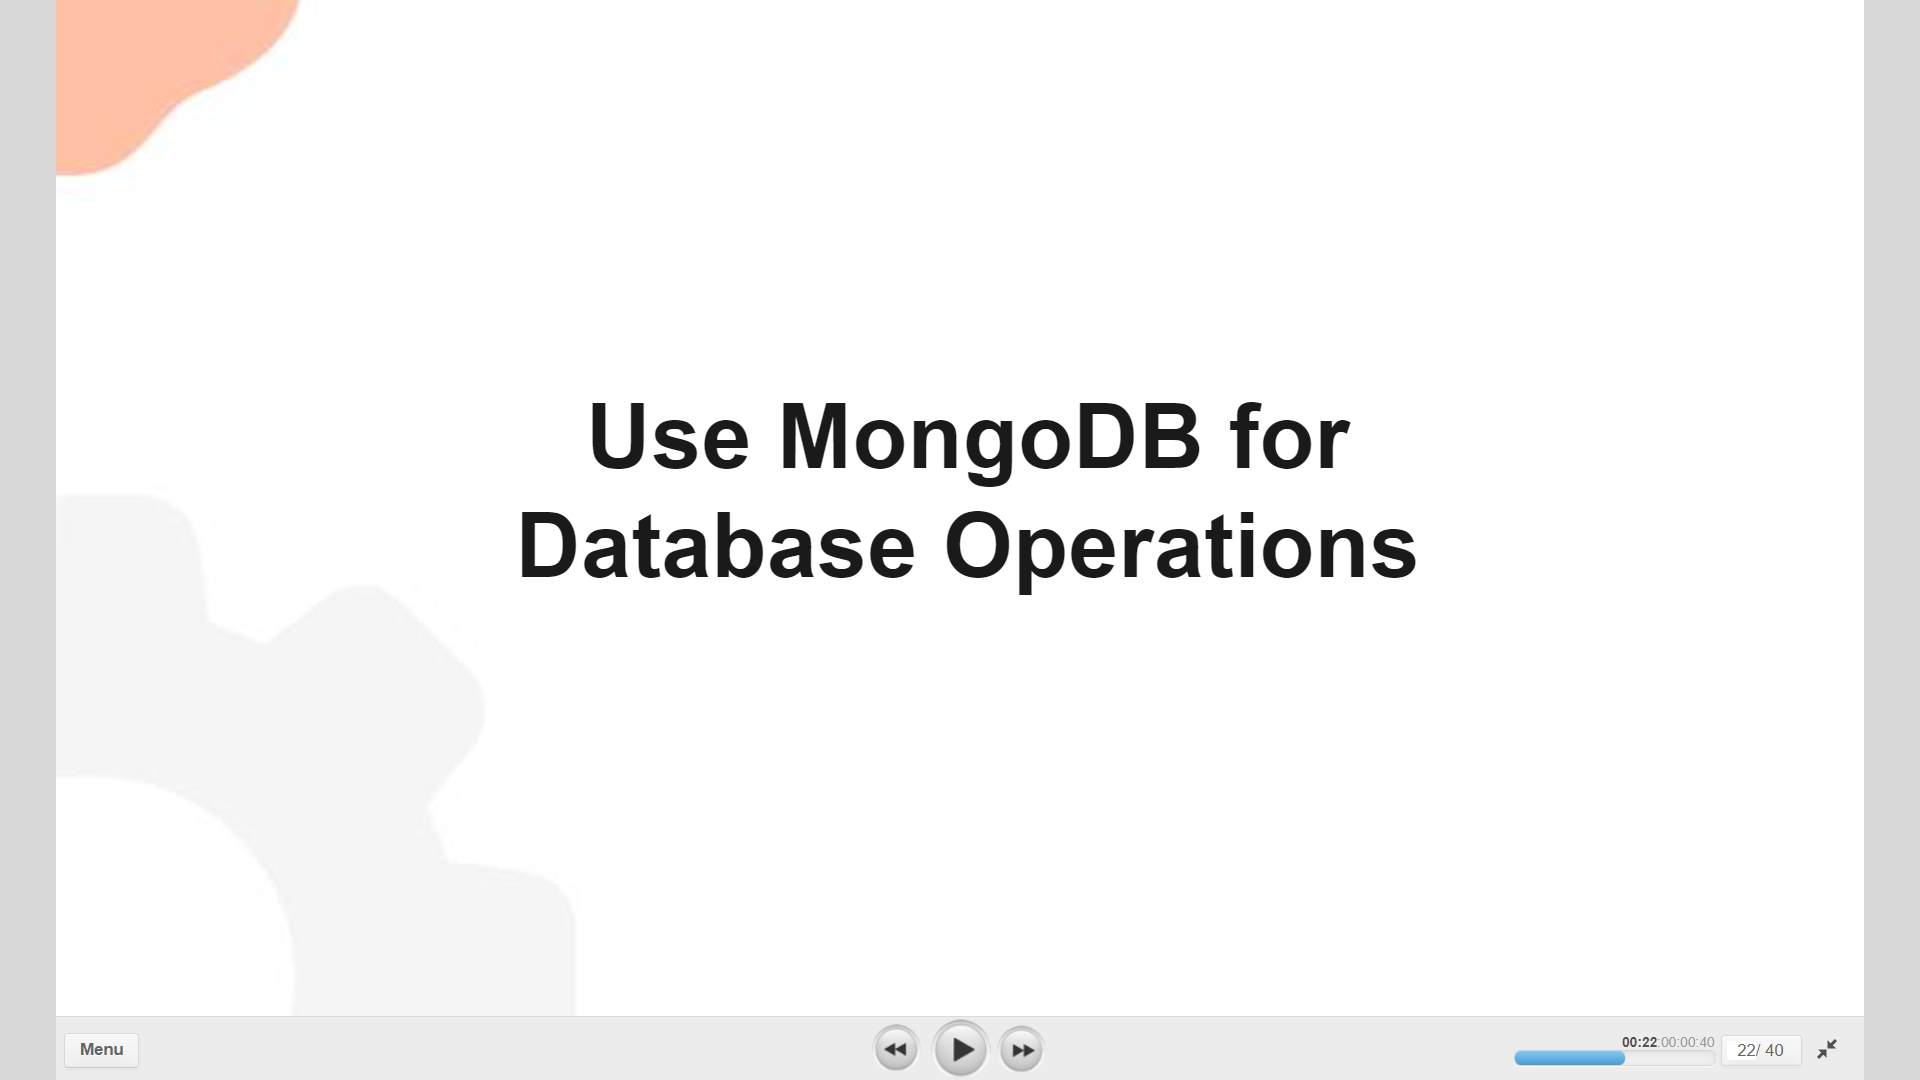 Use MongoDB for
Database Operations
Menu
00:22:00:00:40
22/ 40